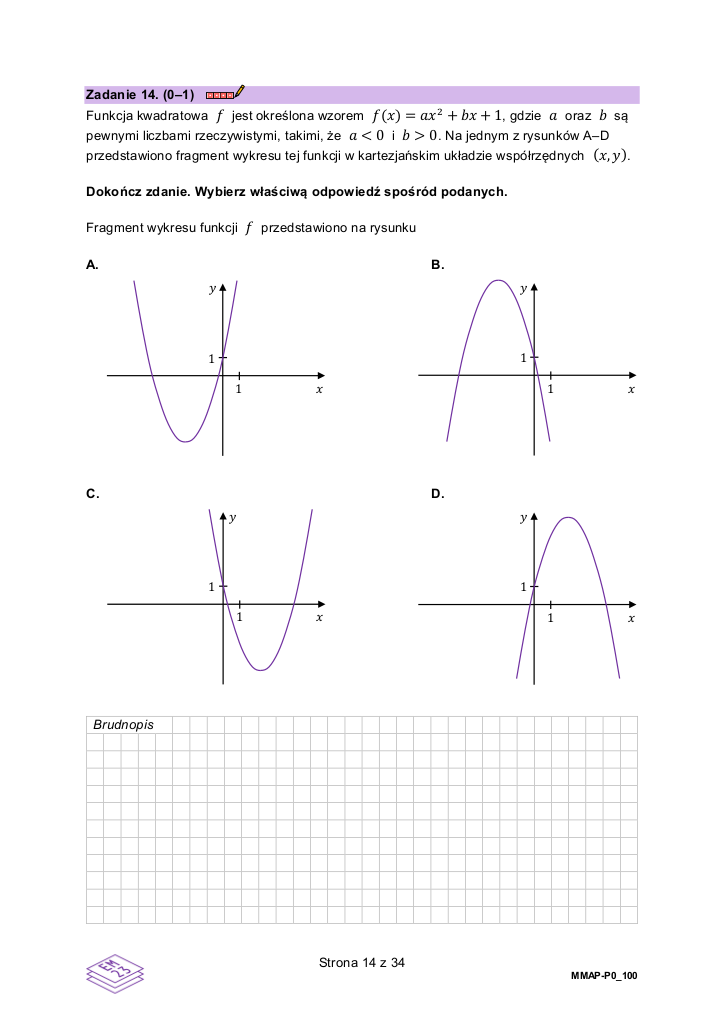 Zadanie 14. (0–1)
Funkcja kwadratowa f jest określona wzorem f(x) = ax² + bx + 1, gdzie a oraz b są
pewnymi liczbami rzeczywistymi, takimi, że a < 0 i b > 0. Na jednym z rysunków A–D
przedstawiono fragment wykresu tej funkcji w kartezjańskim układzie współrzędnych (x, y).
Dokończ zdanie. Wybierz właściwą odpowiedź spośród podanych.
Fragment wykresu funkcji f przedstawiono na rysunku
A.
y
1
1
x
B.
y
1
1
x
C.
y
1
1
x
D.
y
1
1
x
Brudnopis
EM
23
Strona 14 z 34
MMAP-P0_100